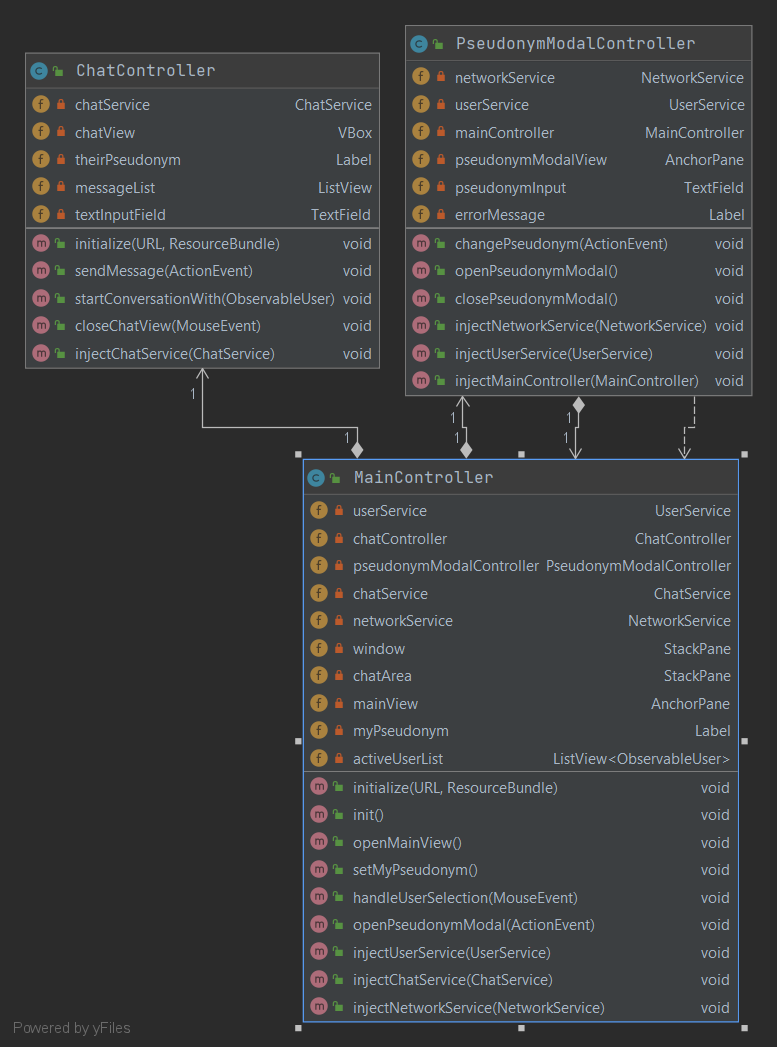 ChatController
chatService ChatService
chatView VBox
theirPseudonym Label
messageList ListView
textInputField TextField
initialize(URL, ResourceBundle) void
sendMessage(ActionEvent) void
startConversationWith(ObservableUser) void
closeChatView(MouseEvent) void
injectChatService(ChatService) void
PseudonymModalController
networkService NetworkService
userService UserService
mainController MainController
pseudonymModalView AnchorPane
pseudonymInput TextField
errorMessage Label
changePseudonym(ActionEvent) void
openPseudonymModal() void
closePseudonymModal() void
injectNetworkService(NetworkService) void
injectUserService(UserService) void
injectMainController(MainController) void
1
1
1
1
1
1
MainController
userService UserService
chatController ChatController
pseudonymModalController PseudonymModalController
chatService ChatService
networkService NetworkService
window StackPane
chatArea StackPane
mainView AnchorPane
myPseudonym Label
activeUserList ListView<ObservableUser>
initialize(URL, ResourceBundle) void
init() void
openMainView() void
setMyPseudonym() void
handleUserSelection(MouseEvent) void
openPseudonymModal(ActionEvent) void
injectUserService(UserService) void
injectChatService(ChatService) void
injectNetworkService(NetworkService) void
Powered by yFiles